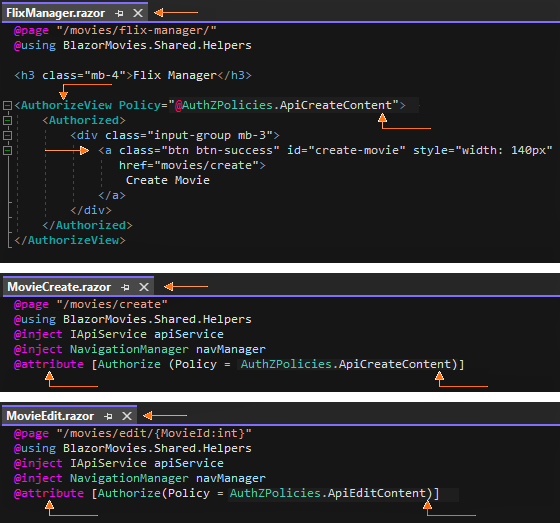 FlixManager.razor
@page "/movies/flix-manager/"
@using BlazorMovies.Shared.Helpers
<h3 class="mb-4">Flix Manager</h3>
<AuthorizeView Policy="@AuthZPolicies.ApiCreateContent">
<Authorized>
<div class="input-group mb-3">
<a class="btn btn-success" id="create-movie" style="width: 140px"
href="movies/create">
Create Movie
</a>
</div>
</Authorized>
</AuthorizeView>
MovieCreate.razor
@page "/movies/create"
@using BlazorMovies.Shared.Helpers
@inject IApiService apiService
@inject NavigationManager navManager
@attribute [Authorize (Policy = AuthZPolicies.ApiCreateContent)]
MovieEdit.razor
@page "/movies/edit/{MovieId:int}"
@using BlazorMovies.Shared.Helpers
@inject IApiService apiService
@inject NavigationManager navManager
@attribute [Authorize(Policy = AuthZPolicies.ApiEditContent)]